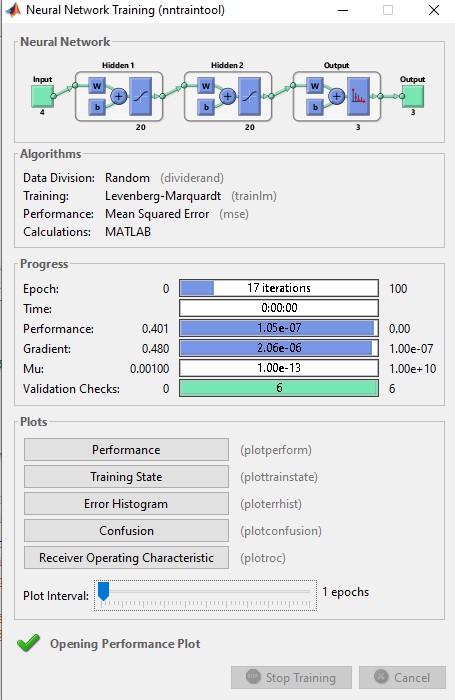 Neural Network Training (nntraintool)
Neural Network
Hidden 1 Hidden 2 Output
Input Output
W W W
b b b
4 3
20 20 3
Algorithms
Data Division: Random (dividerand)
Training: Levenberg-Marquardt (trainlm)
Performance: Mean Squared Error (mse)
Calculations: MATLAB
Progress
Epoch: 0 17 iterations 100
Time: 0:00:00
Performance: 0.401 1.05e-07 0.00
Gradient: 0.480 2.06e-06 1.00e-07
Mu: 0.00100 1.00e-13 1.00e+10
Validation Checks: 0 6 6
Plots
Performance (plotperform)
Training State (plottrainstate)
Error Histogram (ploterrhist)
Confusion (plotconfusion)
Receiver Operating Characteristic (plotroc)
Plot Interval: 1 epochs
Opening Performance Plot
Stop Training Cancel